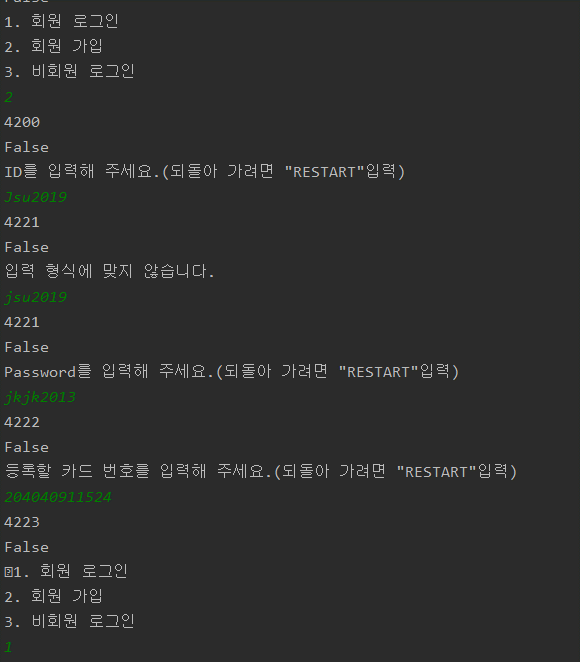 False
1. 회원 로그인
2. 회원 가입
3. 비회원 로그인
2
4200
False
ID를 입력해 주세요.(되돌아 가려면 "RESTART"입력)
Jsu2019
4221
False
입력 형식에 맞지 않습니다.
jsu2019
4221
False
Password를 입력해 주세요.(되돌아 가려면 "RESTART"입력)
jkjk2013
4222
False
등록할 카드 번호를 입력해 주세요.(되돌아 가려면 "RESTART"입력)
204040911524
4223
False
1. 회원 로그인
2. 회원 가입
3. 비회원 로그인
1